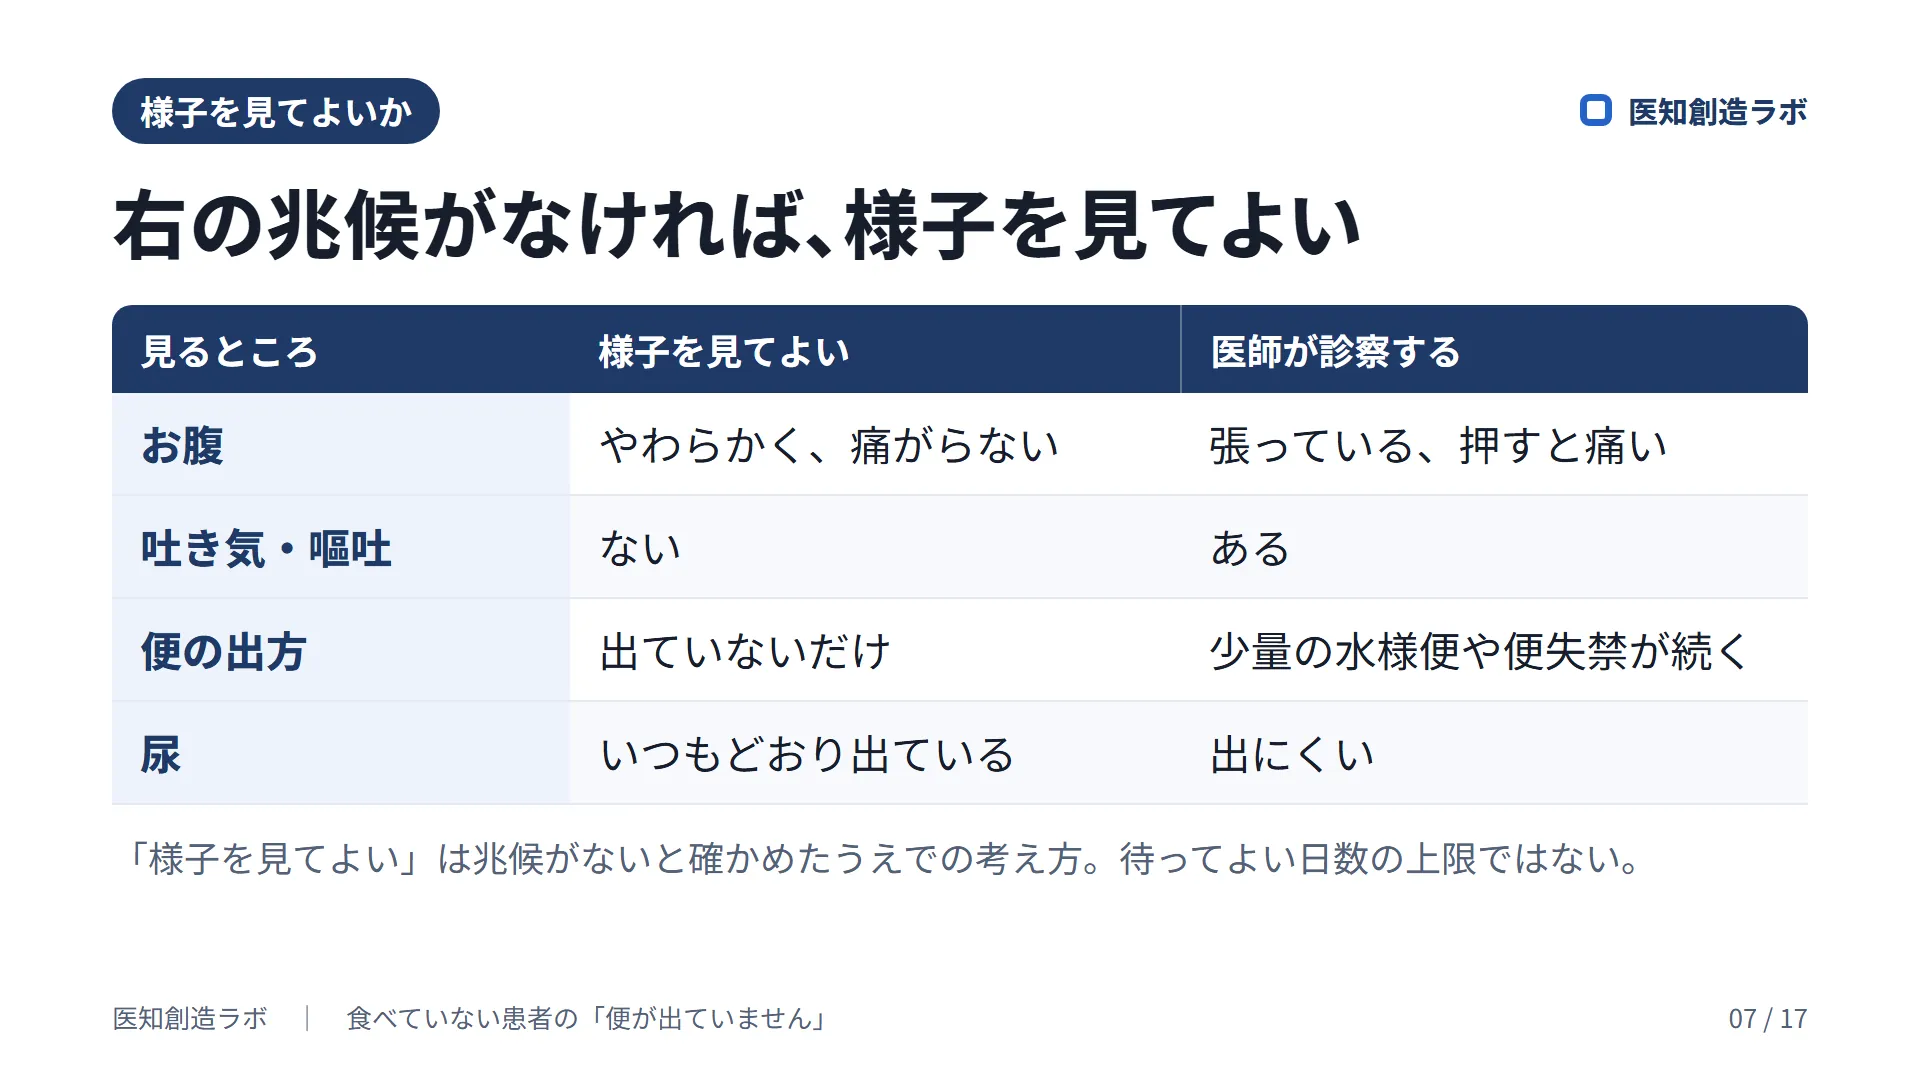 様子を見てよいか
医知創造ラボ
右の兆候がなければ、様子を見てよい
見るところ 様子を見てよい 医師が診察する
お腹 やわらかく、痛がらない 張っている、押すと痛い
吐き気・嘔吐 ない ある
便の出方 出ていないだけ 少量の水様便や便失禁が続く
尿 いつもどおり出ている 出にくい
「様子を見てよい」は兆候がないと確かめたうえでの考え方。待ってよい日数の上限ではない。
医知創造ラボ ｜ 食べていない患者の「便が出ていません」 07 / 17